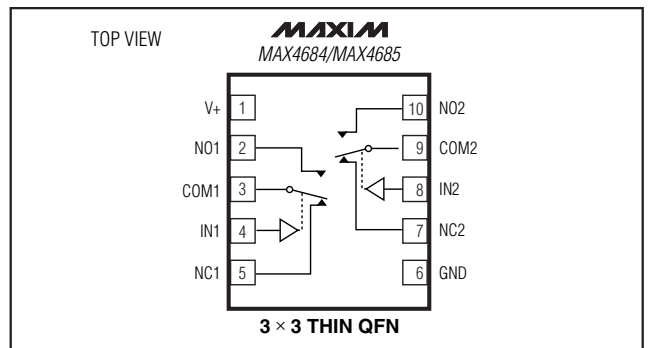 TOP VIEW
MAXIM
MAX4684/MAX4685
V+ 1
NO1 2
COM1 3
IN1 4
NC1 5
10 NO2
9 COM2
8 IN2
7 NC2
6 GND
3 × 3 THIN QFN